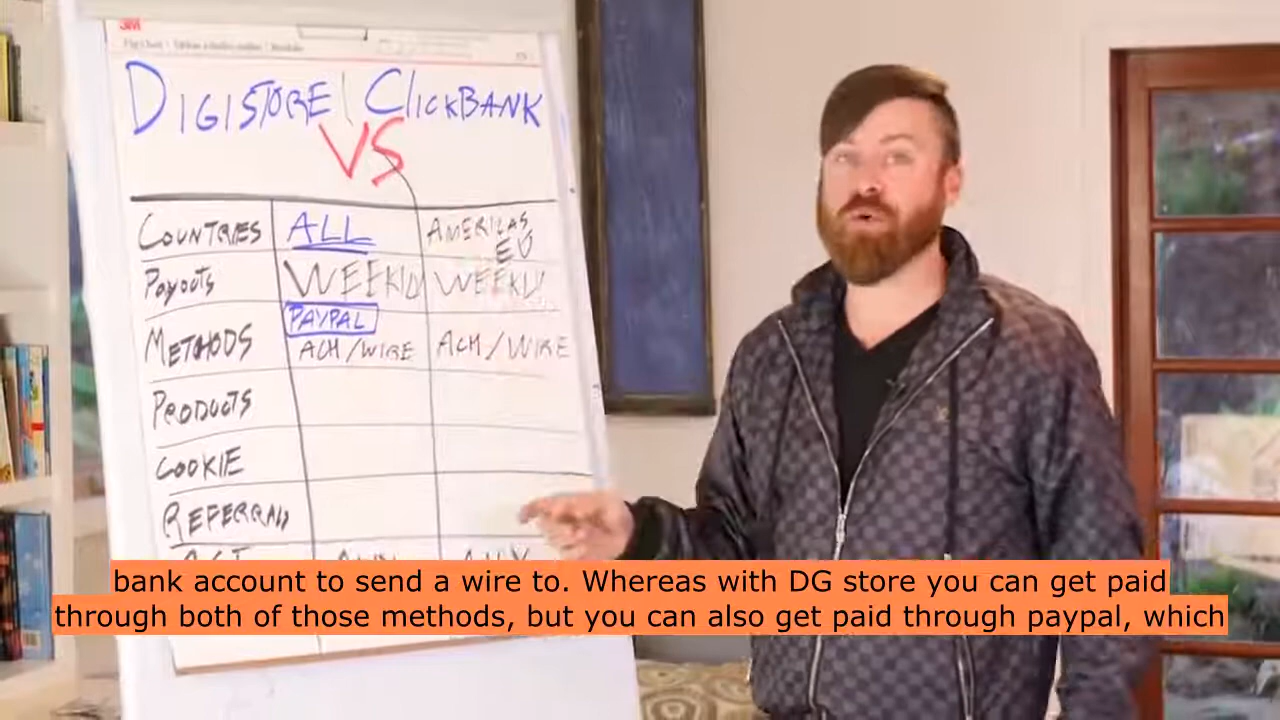 3M
DIGISTORE | CLICKBANK
VS
COUNTRIES ALL AMERICAS
EU
Payouts WEEKLY WEEKLY
PAYPAL
METHODS ACH/WIRE ACH/WIRE
PRODUCTS
COOKIE
REFERRAL
bank account to send a wire to. Whereas with DG store you can get paid
through both of those methods, but you can also get paid through paypal, which